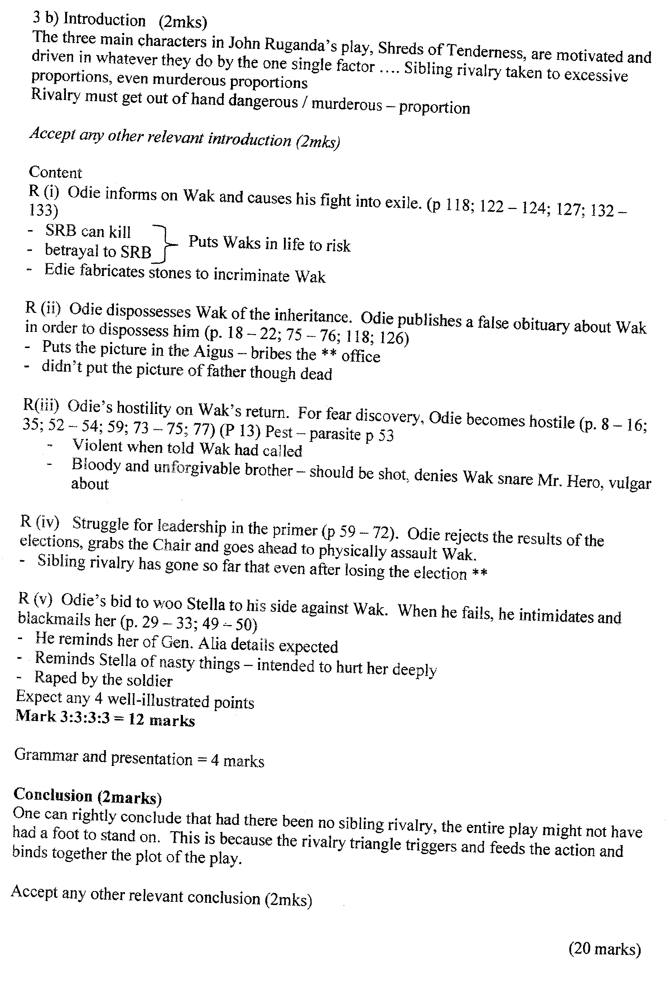 3 b) Introduction (2mks)
The three main characters in John Ruganda's play, Shreds of Tenderness, are motivated and
driven in whatever they do by the one single factor .... Sibling rivalry taken to excessive
proportions, even murderous proportions
Rivalry must get out of hand dangerous / murderous – proportion
Accept any other relevant introduction (2mks)
Content
R (i) Odie informs on Wak and causes his fight into exile. (p 118; 122 – 124; 127; 132 –
133)
- SRB can kill
- betrayal to SRB
Puts Waks in life to risk
- Edie fabricates stones to incriminate Wak
R (ii) Odie dispossesses Wak of the inheritance. Odie publishes a false obituary about Wak
in order to dispossess him (p. 18 – 22; 75 – 76; 118; 126)
- Puts the picture in the Aigus – bribes the ** office
- didn't put the picture of father though dead
R(iii) Odie's hostility on Wak's return. For fear discovery, Odie becomes hostile (p. 8 – 16;
35; 52 – 54; 59; 73 – 75; 77) (P 13) Pest – parasite p 53
- Violent when told Wak had called
- Bloody and unforgivable brother – should be shot, denies Wak snare Mr. Hero, vulgar
about
R (iv) Struggle for leadership in the primer (p 59 – 72). Odie rejects the results of the
elections, grabs the Chair and goes ahead to physically assault Wak.
- Sibling rivalry has gone so far that even after losing the election **
R (v) Odie's bid to woo Stella to his side against Wak. When he fails, he intimidates and
blackmails her (p. 29 – 33; 49 – 50)
- He reminds her of Gen. Alia details expected
- Reminds Stella of nasty things – intended to hurt her deeply
- Raped by the soldier
Expect any 4 well-illustrated points
Mark 3:3:3:3 = 12 marks
Grammar and presentation = 4 marks
Conclusion (2marks)
One can rightly conclude that had there been no sibling rivalry, the entire play might not have
had a foot to stand on. This is because the rivalry triangle triggers and feeds the action and
binds together the plot of the play.
Accept any other relevant conclusion (2mks)
(20 marks)